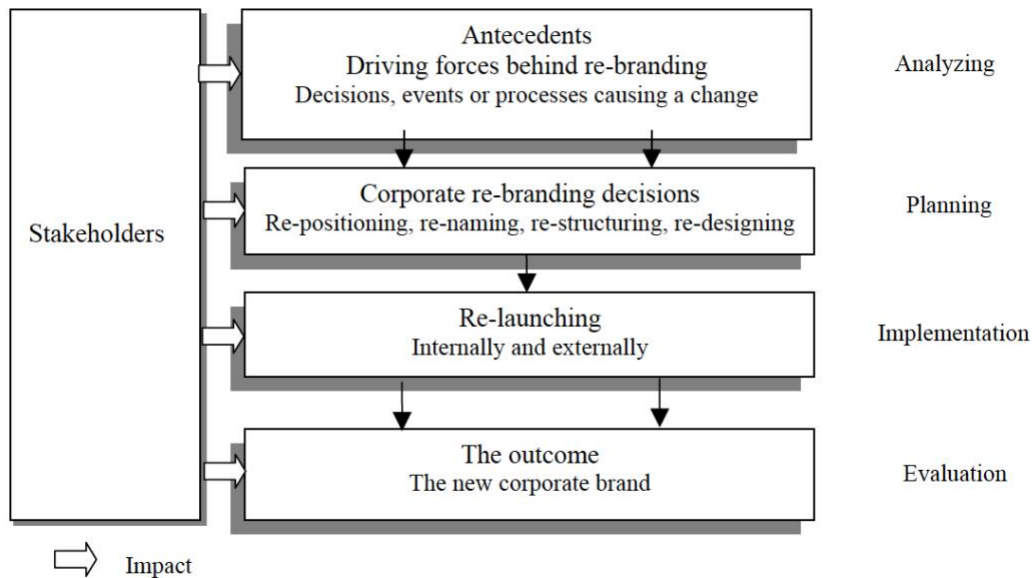 Antecedents
Driving forces behind re-branding
Decisions, events or processes causing a change
Analyzing
Corporate re-branding decisions
Re-positioning, re-naming, re-structuring, re-designing
Planning
Stakeholders
Re-launching
Internally and externally
Implementation
The outcome
The new corporate brand
Evaluation
Impact